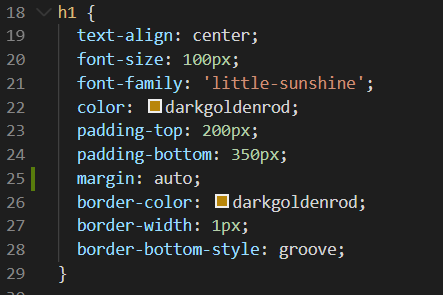 18 h1 {
19 text-align: center;
20 font-size: 100px;
21 font-family: 'little-sunshine';
22 color: darkgoldenrod;
23 padding-top: 200px;
24 padding-bottom: 350px;
25 margin: auto;
26 border-color: darkgoldenrod;
27 border-width: 1px;
28 border-bottom-style: groove;
29 }